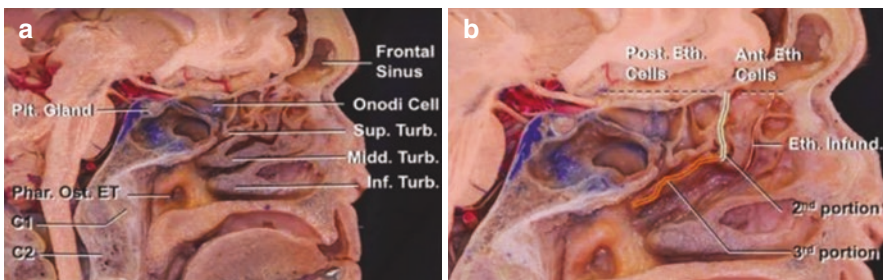 a
Frontal
Sinus
Pit. Gland
Onodi Cell
Sup. Turb.
Midd. Turb.
Inf. Turb.
Phar. Ost. ET
C1
C2
b
Post. Eth.
Cells
Ant. Eth
Cells
Eth. Infund.
2nd portion
3rd portion